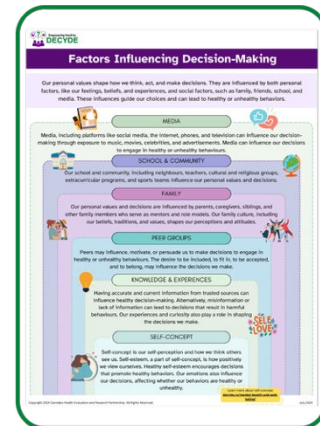 Empowering Healthy
DECYDE
Factors Influencing Decision-Making
Our personal values shape how we think, act, and make decisions. They are influenced by both personal
factors, like our feelings, beliefs, and experiences, and social factors, such as family, friends, school, and
media. These influences guide our choices and can lead to healthy or unhealthy behaviors.
MEDIA
Media, including platforms like social media, the internet, phones, and television can influence our decision-
making through exposure to music, movies, celebrities, and advertisements. Media can influence our decisions
to engage in healthy or unhealthy behaviours.
SCHOOL & COMMUNITY
Our school and community, including neighbours, teachers, cultural and religious groups,
extracurricular programs, and sports teams influence our personal values and decisions.
FAMILY
Our personal values and decisions are influenced by parents, caregivers, siblings, and
other family members who serve as mentors and role models. Our family culture, including
our beliefs, traditions, and values, shapes our perceptions and attitudes.
PEER GROUPS
Peers may influence, motivate, or persuade us to make decisions to engage in
healthy or unhealthy behaviours. The desire to be included, to fit in, to be accepted,
and to belong, may influence the decisions we make.
KNOWLEDGE & EXPERIENCES
Having accurate and current information from trusted sources can
influence healthy decision-making. Alternatively, misinformation or
lack of information can lead to decisions that result in harmful
behaviours. Our experiences and curiosity also play a role in shaping
the decisions we make.
SELF LOVE
SELF-CONCEPT
Self-concept is our self-perception and how we think others
see us. Self-esteem, a part of self-concept, is how positively
we view ourselves. Healthy self-esteem encourages decisions
that promote healthy behaviors. Our emotions also influence
our decisions, affecting whether our behaviors are healthy or
unhealthy.